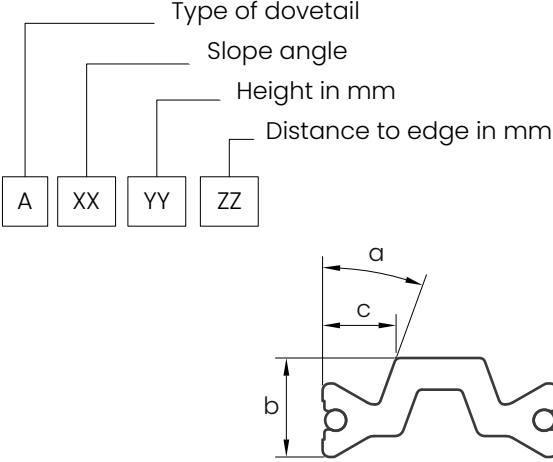 Type of dovetail
Slope angle
Height in mm
Distance to edge in mm
A XX YY ZZ
a
c
b